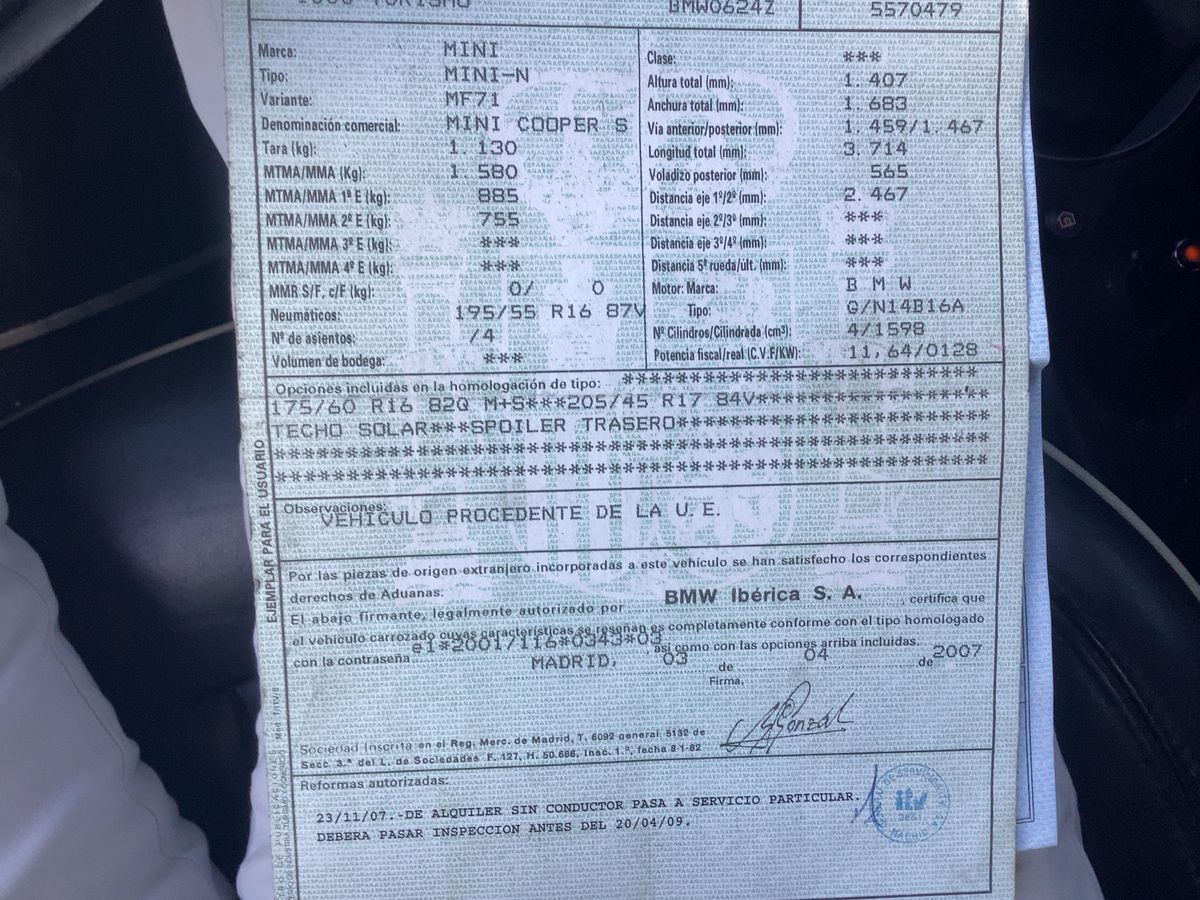 1000 TURISMO BMW0624Z 5570479
Marca: MINI
Tipo: MINI-N
Variante: MF71
Denominación comercial: MINI COOPER S
Tara (kg): 1. 130
MTMA/MMA (Kg): 1. 580
MTMA/MMA 1º E (kg): 885
MTMA/MMA 2º E (kg): 755
MTMA/MMA 3º E (kg): ***
MTMA/MMA 4º E (kg): ***
MMR S/F, c/F (kg): 0/ 0
Neumáticos: 195/55 R16 87V
Nº de asientos: /4
Volumen de bodega: ***
Clase: ***
Altura total (mm): 1. 407
Anchura total (mm): 1. 683
Vía anterior/posterior (mm): 1. 459/1. 467
Longitud total (mm): 3. 714
Voladizo posterior (mm): 565
Distancia eje 1º/2º (mm): 2. 467
Distancia eje 2º/3º (mm): ***
Distancia eje 3º/4º (mm): ***
Distancia 5ª rueda/últ. (mm): ***
Motor: Marca: B M W
Tipo: G/N14B16A
Nº Cilindros/Cilindrada (cm³): 4/1598
Potencia fiscal/real (C.V.F/KW): 11,64/0128
Opciones incluidas en la homologación de tipo: **************************
175/60 R16 82Q M+S***205/45 R17 84V*****************
TECHO SOLAR***SPOILER TRASERO***********************
****************************************************
****************************************************
Observaciones:
VEHICULO PROCEDENTE DE LA U. E.
Por las piezas de origen extranjero incorporadas a este vehículo se han satisfecho los correspondientes
derechos de Aduanas.
El abajo firmante, legalmente autorizado por BMW Ibérica S. A. , certifica que
el vehículo carrozado cuyas características se reseñan es completamente conforme con el tipo homologado
con la contraseña e1*2001/116*0343*03 así como con las opciones arriba incluidas.
MADRID, 03 de 04 de 2007
Firma,
Sociedad Inscrita en el Reg. Merc. de Madrid, T. 6092 general 5132 de
Secc 3.ª del L. de Sociedades F. 127, H. 50.686, Insc. 1.ª, fecha 8-1-82
Reformas autorizadas:
23/11/07.-DE ALQUILER SIN CONDUCTOR PASA A SERVICIO PARTICULAR.
DEBERA PASAR INSPECCION ANTES DEL 20/04/09.
itv
EJEMPLAR PARA EL USUARIO